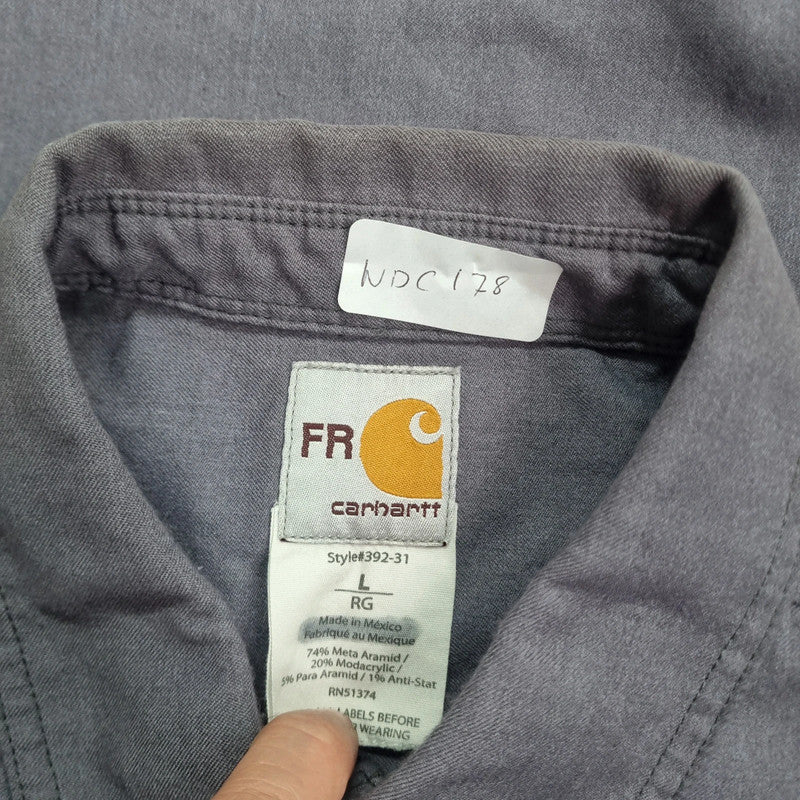 NDC178
FR
carhartt
Style#392-31
L
RG
Made in México
Fabriqué au Mexique
74% Meta Aramid /
20% Modacrylic /
5% Para Aramid / 1% Anti-Stat
RN51374
LABELS BEFORE
WEARING